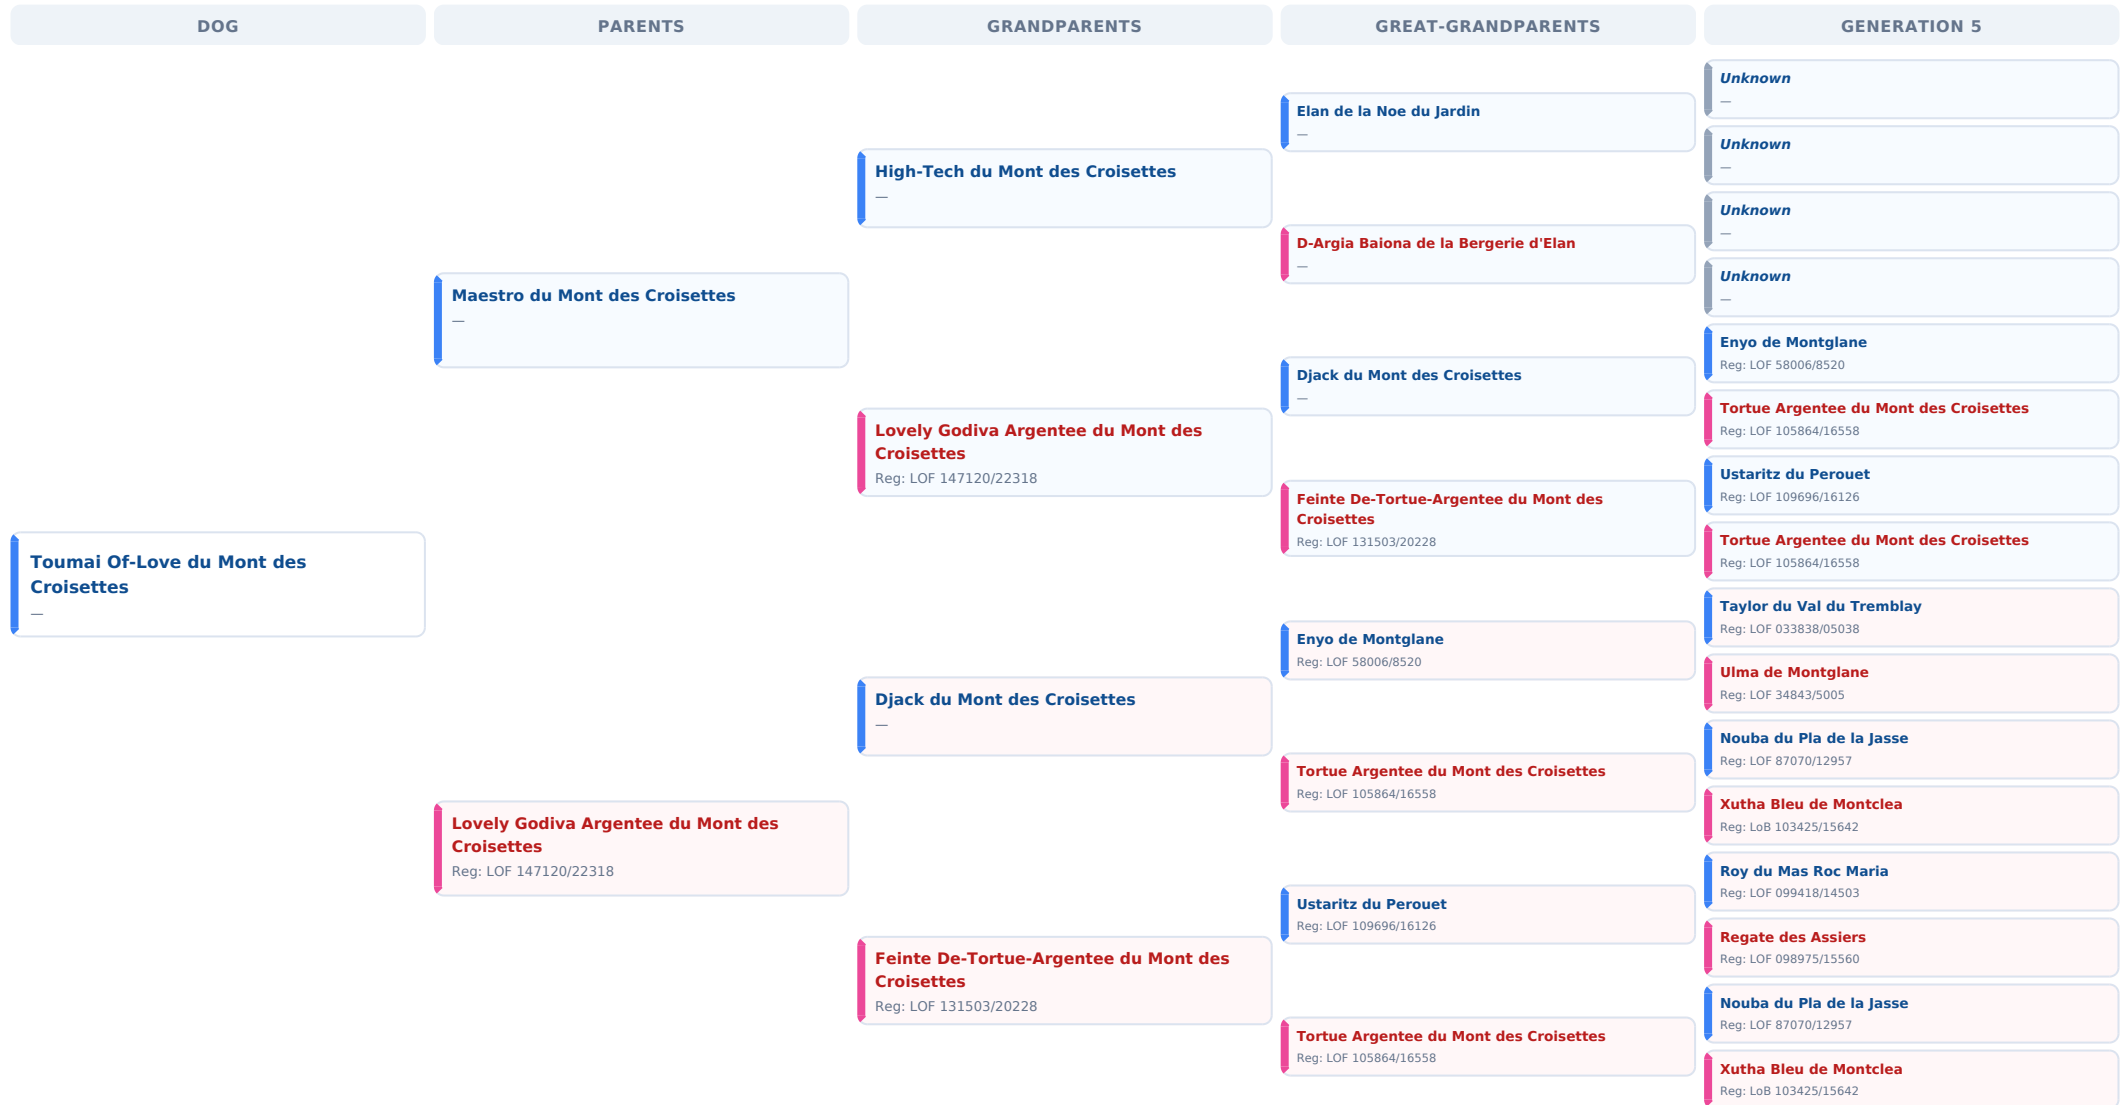 DOG
PARENTS
GRANDPARENTS
GREAT-GRANDPARENTS
GENERATION 5
Toumai Of-Love du Mont des
Croisettes
—
Maestro du Mont des Croisettes
—
Lovely Godiva Argentee du Mont des
Croisettes
Reg: LOF 147120/22318
High-Tech du Mont des Croisettes
—
Lovely Godiva Argentee du Mont des
Croisettes
Reg: LOF 147120/22318
Djack du Mont des Croisettes
—
Feinte De-Tortue-Argentee du Mont des
Croisettes
Reg: LOF 131503/20228
Elan de la Noe du Jardin
—
D-Argia Baiona de la Bergerie d'Elan
—
Djack du Mont des Croisettes
—
Feinte De-Tortue-Argentee du Mont des
Croisettes
Reg: LOF 131503/20228
Enyo de Montglane
Reg: LOF 58006/8520
Tortue Argentee du Mont des Croisettes
Reg: LOF 105864/16558
Ustaritz du Perouet
Reg: LOF 109696/16126
Tortue Argentee du Mont des Croisettes
Reg: LOF 105864/16558
Unknown
—
Unknown
—
Unknown
—
Unknown
—
Enyo de Montglane
Reg: LOF 58006/8520
Tortue Argentee du Mont des Croisettes
Reg: LOF 105864/16558
Ustaritz du Perouet
Reg: LOF 109696/16126
Tortue Argentee du Mont des Croisettes
Reg: LOF 105864/16558
Taylor du Val du Tremblay
Reg: LOF 033838/05038
Ulma de Montglane
Reg: LOF 34843/5005
Nouba du Pla de la Jasse
Reg: LOF 87070/12957
Xutha Bleu de Montclea
Reg: LoB 103425/15642
Roy du Mas Roc Maria
Reg: LOF 099418/14503
Regate des Assiers
Reg: LOF 098975/15560
Nouba du Pla de la Jasse
Reg: LOF 87070/12957
Xutha Bleu de Montclea
Reg: LoB 103425/15642